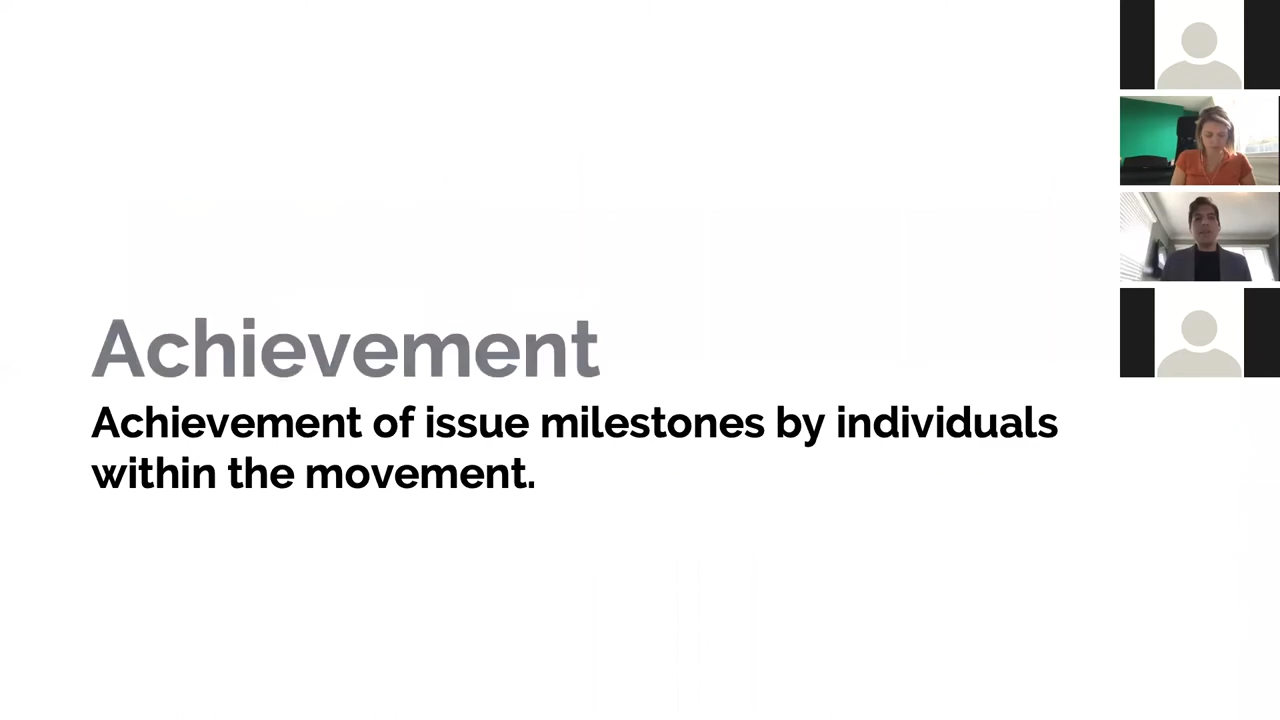 Achievement
Achievement of issue milestones by individuals
within the movement.